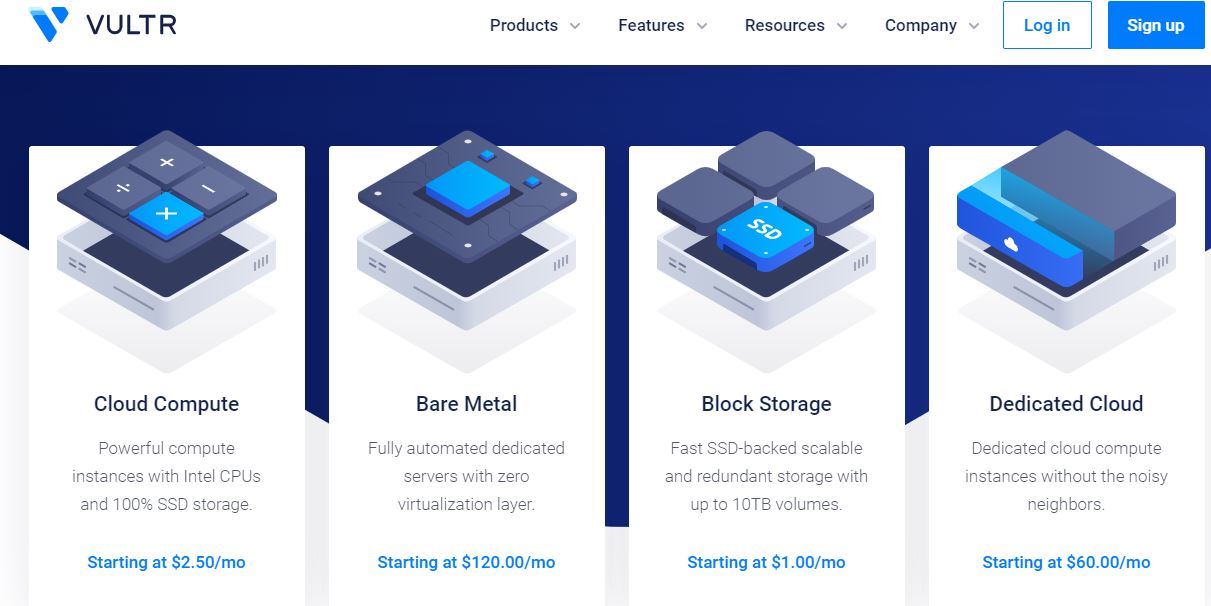 VULTR
Products
Features
Resources
Company
Log in
Sign up
SSD
Cloud Compute
Powerful compute
instances with Intel CPUs
and 100% SSD storage.
Starting at $2.50/mo
Bare Metal
Fully automated dedicated
servers with zero
virtualization layer.
Starting at $120.00/mo
Block Storage
Fast SSD-backed scalable
and redundant storage with
up to 10TB volumes.
Starting at $1.00/mo
Dedicated Cloud
Dedicated cloud compute
instances without the noisy
neighbors.
Starting at $60.00/mo